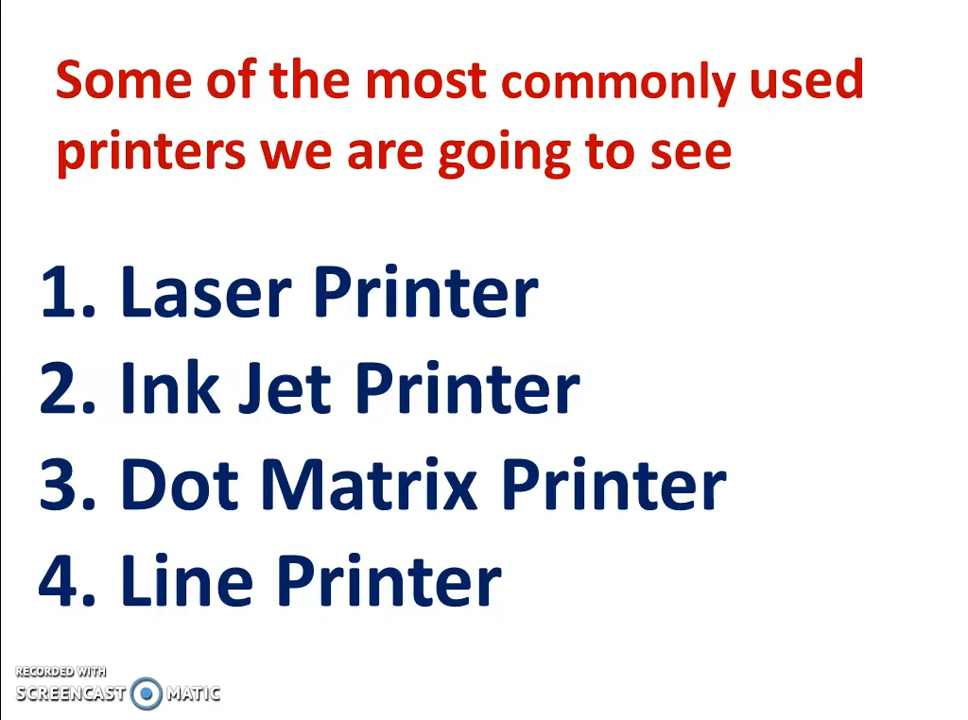 Some of the most commonly used
printers we are going to see
1. Laser Printer
2. Ink Jet Printer
3. Dot Matrix Printer
4. Line Printer
RECORDED WITH
SCREENCAST MATIC